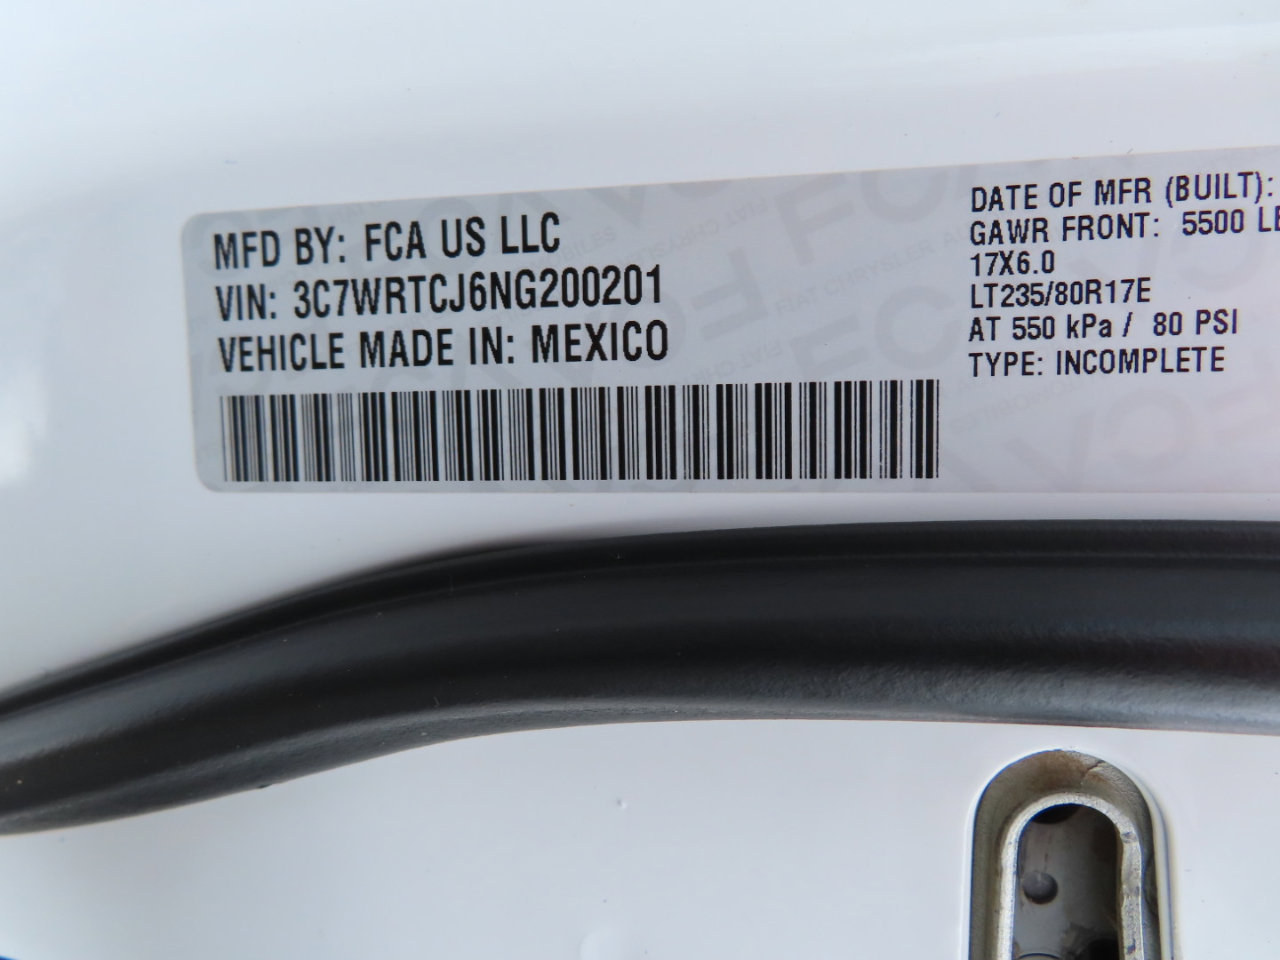 MFD BY: FCA US LLC
VIN: 3C7WRTCJ6NG200201
VEHICLE MADE IN: MEXICO
DATE OF MFR (BUILT):
GAWR FRONT: 5500
17X6.0
LT235/80R17E
AT 550 kPa / 80 PSI
TYPE: INCOMPLETE